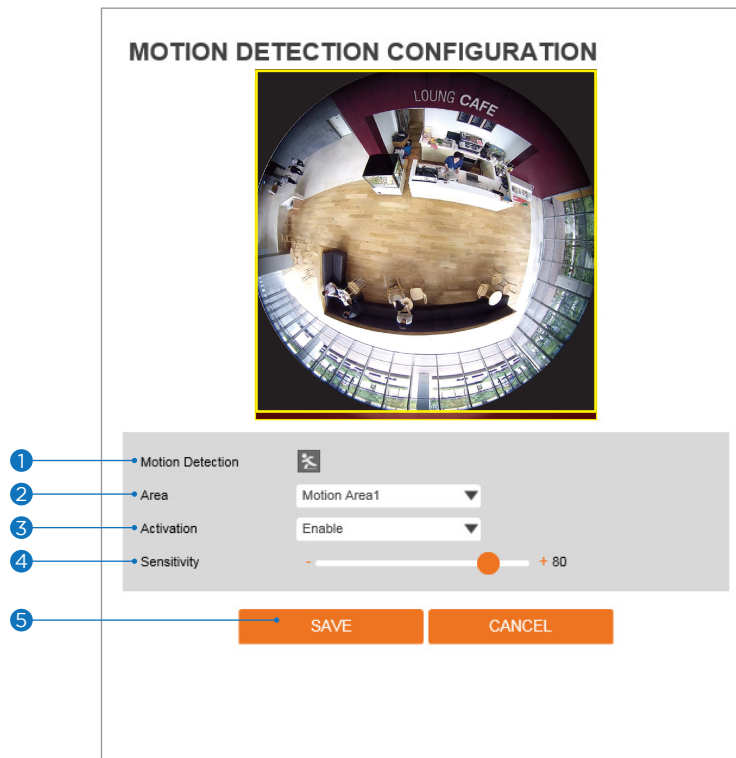 MOTION DETECTION CONFIGURATION
LOUNG CAFE
1 Motion Detection
2 Area Motion Area1
3 Activation Enable
4 Sensitivity - + 80
5 SAVE CANCEL